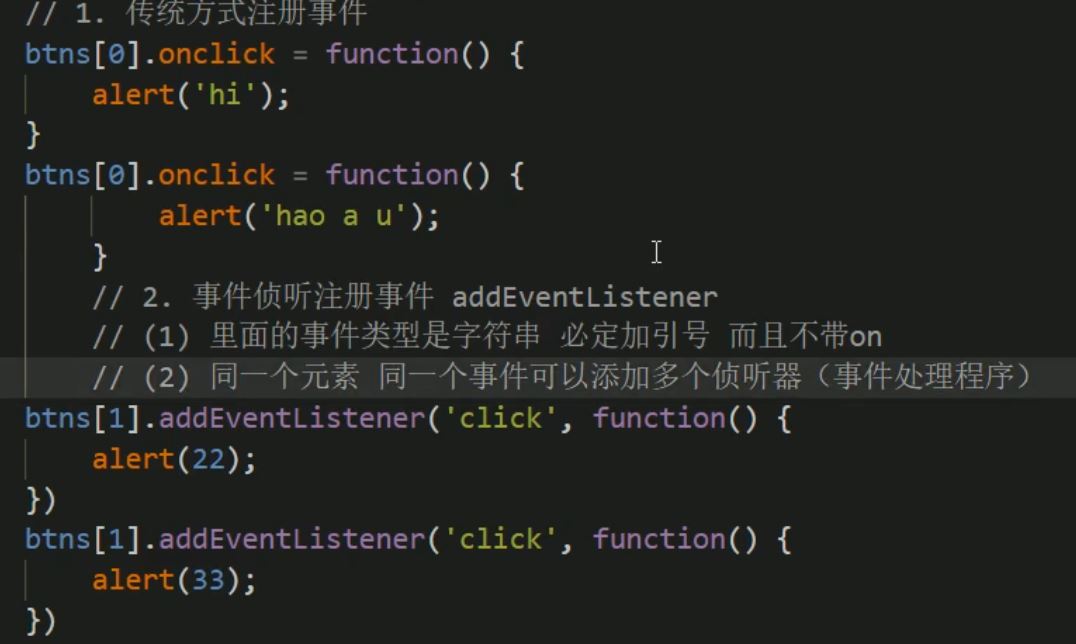 // 1. 传统方式注册事件
btns[0].onclick = function() {
    alert('hi');
}
btns[0].onclick = function() {
        alert('hao a u');
    }
    // 2. 事件侦听注册事件 addEventListener
    // (1) 里面的事件类型是字符串 必定加引号 而且不带on
    // (2) 同一个元素 同一个事件可以添加多个侦听器（事件处理程序）
btns[1].addEventListener('click', function() {
    alert(22);
})
btns[1].addEventListener('click', function() {
    alert(33);
})